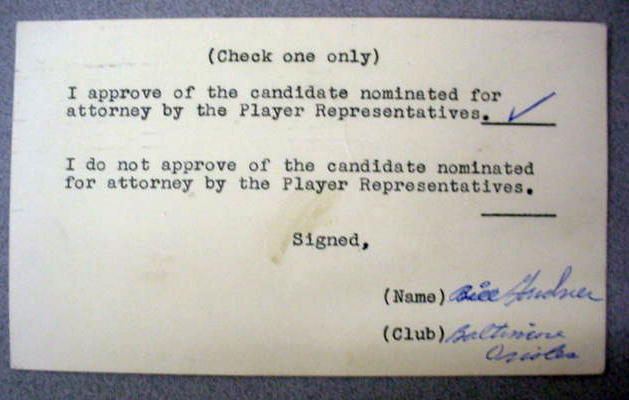 (Check one only)
I approve of the candidate nominated for
attorney by the Player Representatives. ✓
I do not approve of the candidate nominated
for attorney by the Player Representatives.
Signed,
(Name) Bill Gardner
(Club) Baltimore
Orioles